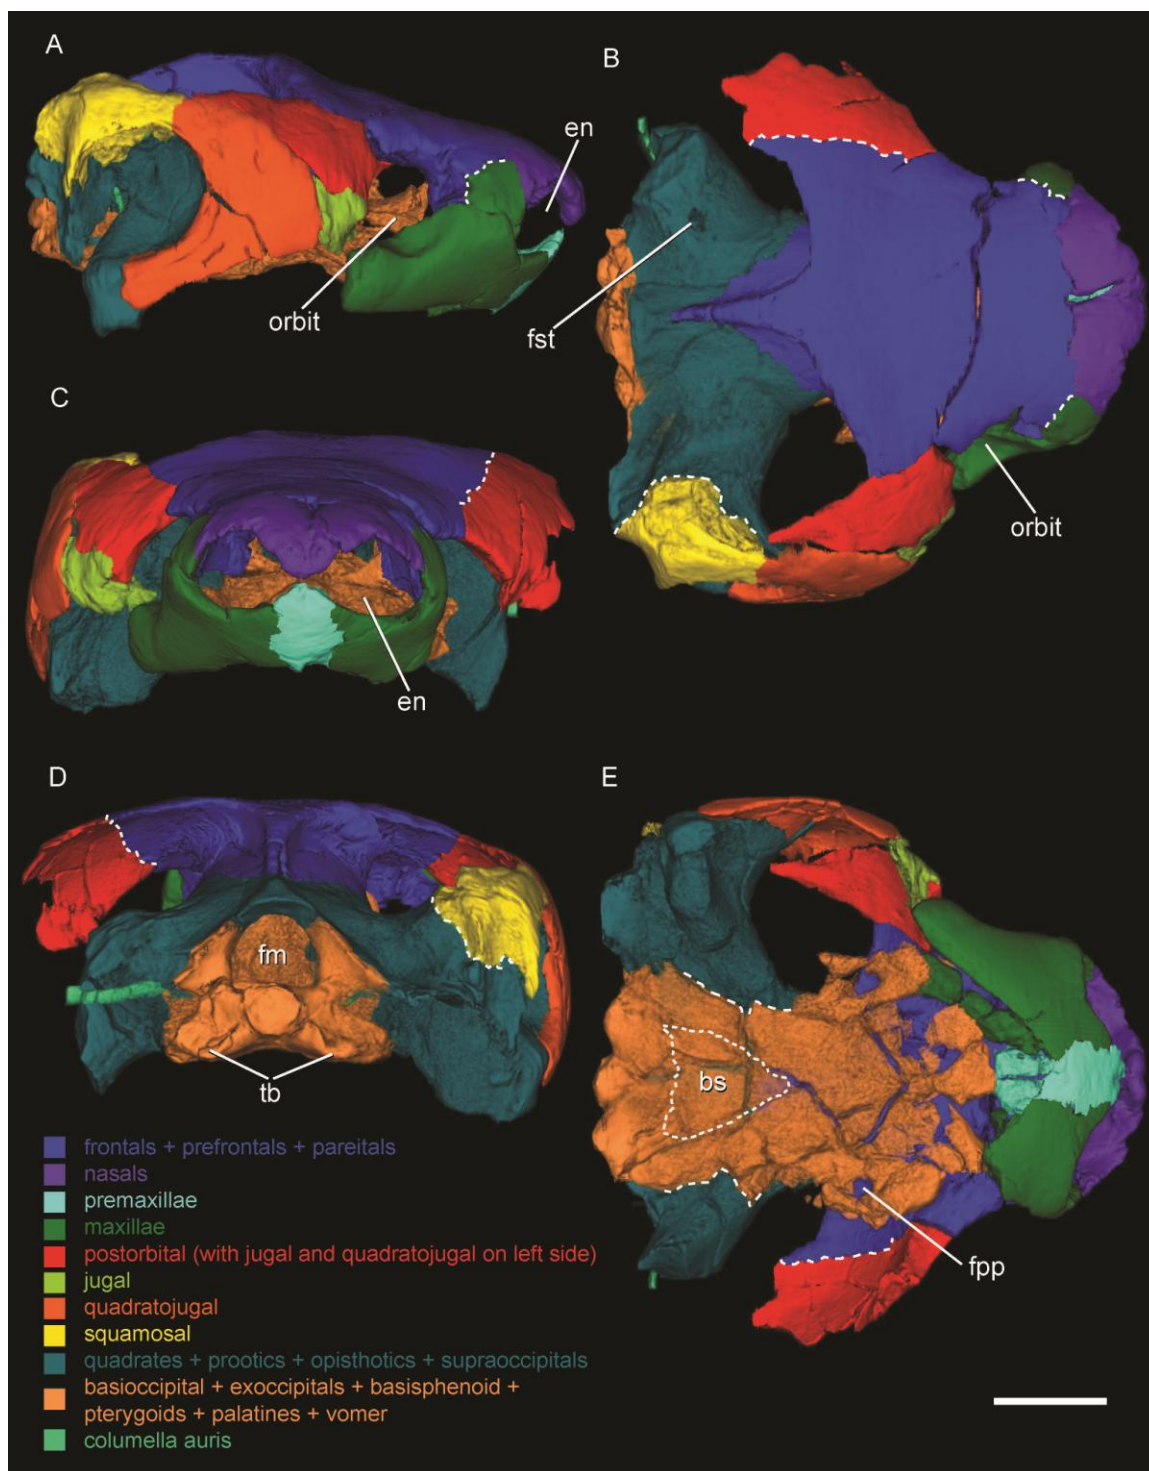 A
B
en
orbit
fst
C
orbit
en
D
E
fm
bs
tb
fpp
frontals + prefrontals + pareitals
nasals
premaxillae
maxillae
postorbital (with jugal and quadratojugal on left side)
jugal
quadratojugal
squamosal
quadrates + prootics + opisthotics + supraoccipitals
basioccipital + exoccipitals + basisphenoid +
pterygoids + palatines + vomer
columella auris